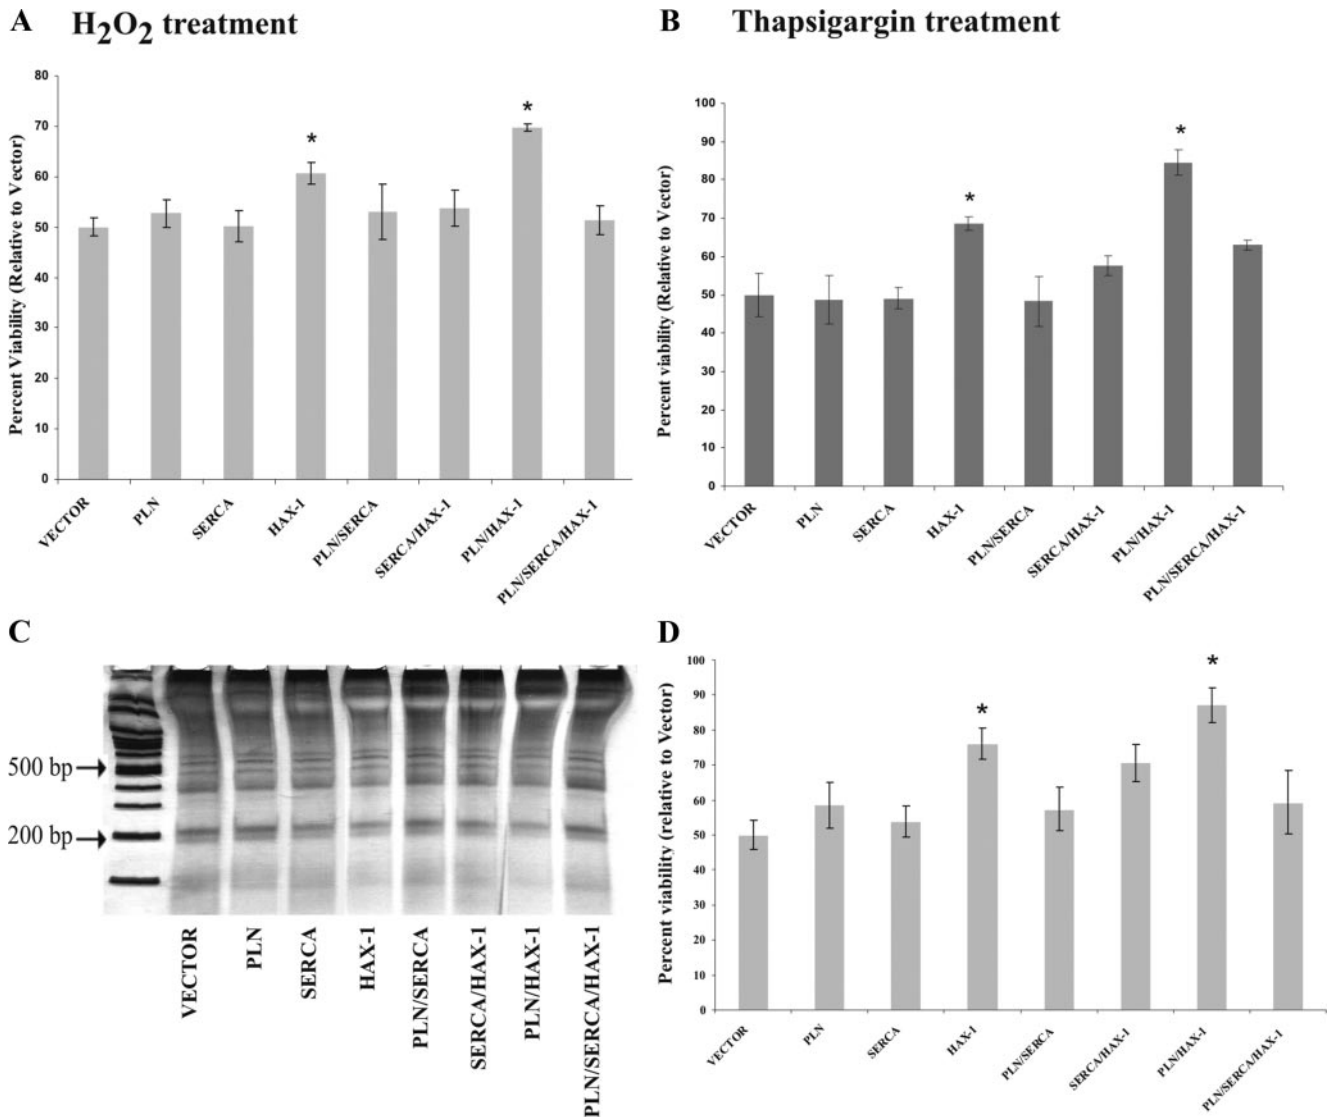 A H2O2 treatment
Percent Viability (Relative to Vector)
80
70
60
50
40
30
20
10
0
*
*
VECTOR
PLN
SERCA
HAX-1
PLN/SERCA
SERCA/HAX-1
PLN/HAX-1
PLN/SERCA/HAX-1
B Thapsigargin treatment
Percent viability (Relative to Vector)
100
90
80
70
60
50
40
30
20
10
0
*
*
VECTOR
PLN
SERCA
HAX-1
PLN/SERCA
SERCA/HAX-1
PLN/HAX-1
PLN/SERCA/HAX-1
C
500 bp
200 bp
VECTOR
PLN
SERCA
HAX-1
PLN/SERCA
SERCA/HAX-1
PLN/HAX-1
PLN/SERCA/HAX-1
D
Percent viability (relative to Vector)
100
90
80
70
60
50
40
30
20
10
0
*
*
VECTOR
PLN
SERCA
HAX-1
PLN/SERCA
SERCA/HAX-1
PLN/HAX-1
PLN/SERCA/HAX-1